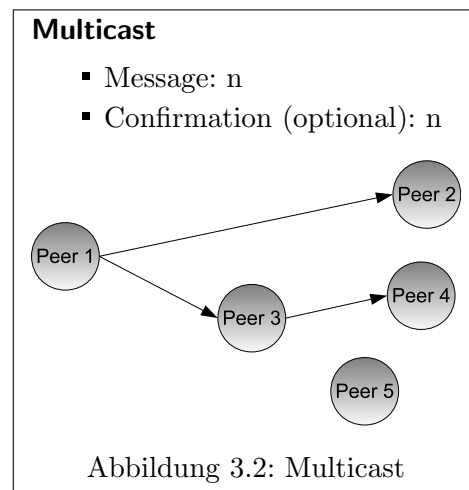 Multicast
▪ Message: n
▪ Confirmation (optional): n
Peer 2
Peer 1
Peer 4
Peer 3
Peer 5
Abbildung 3.2: Multicast